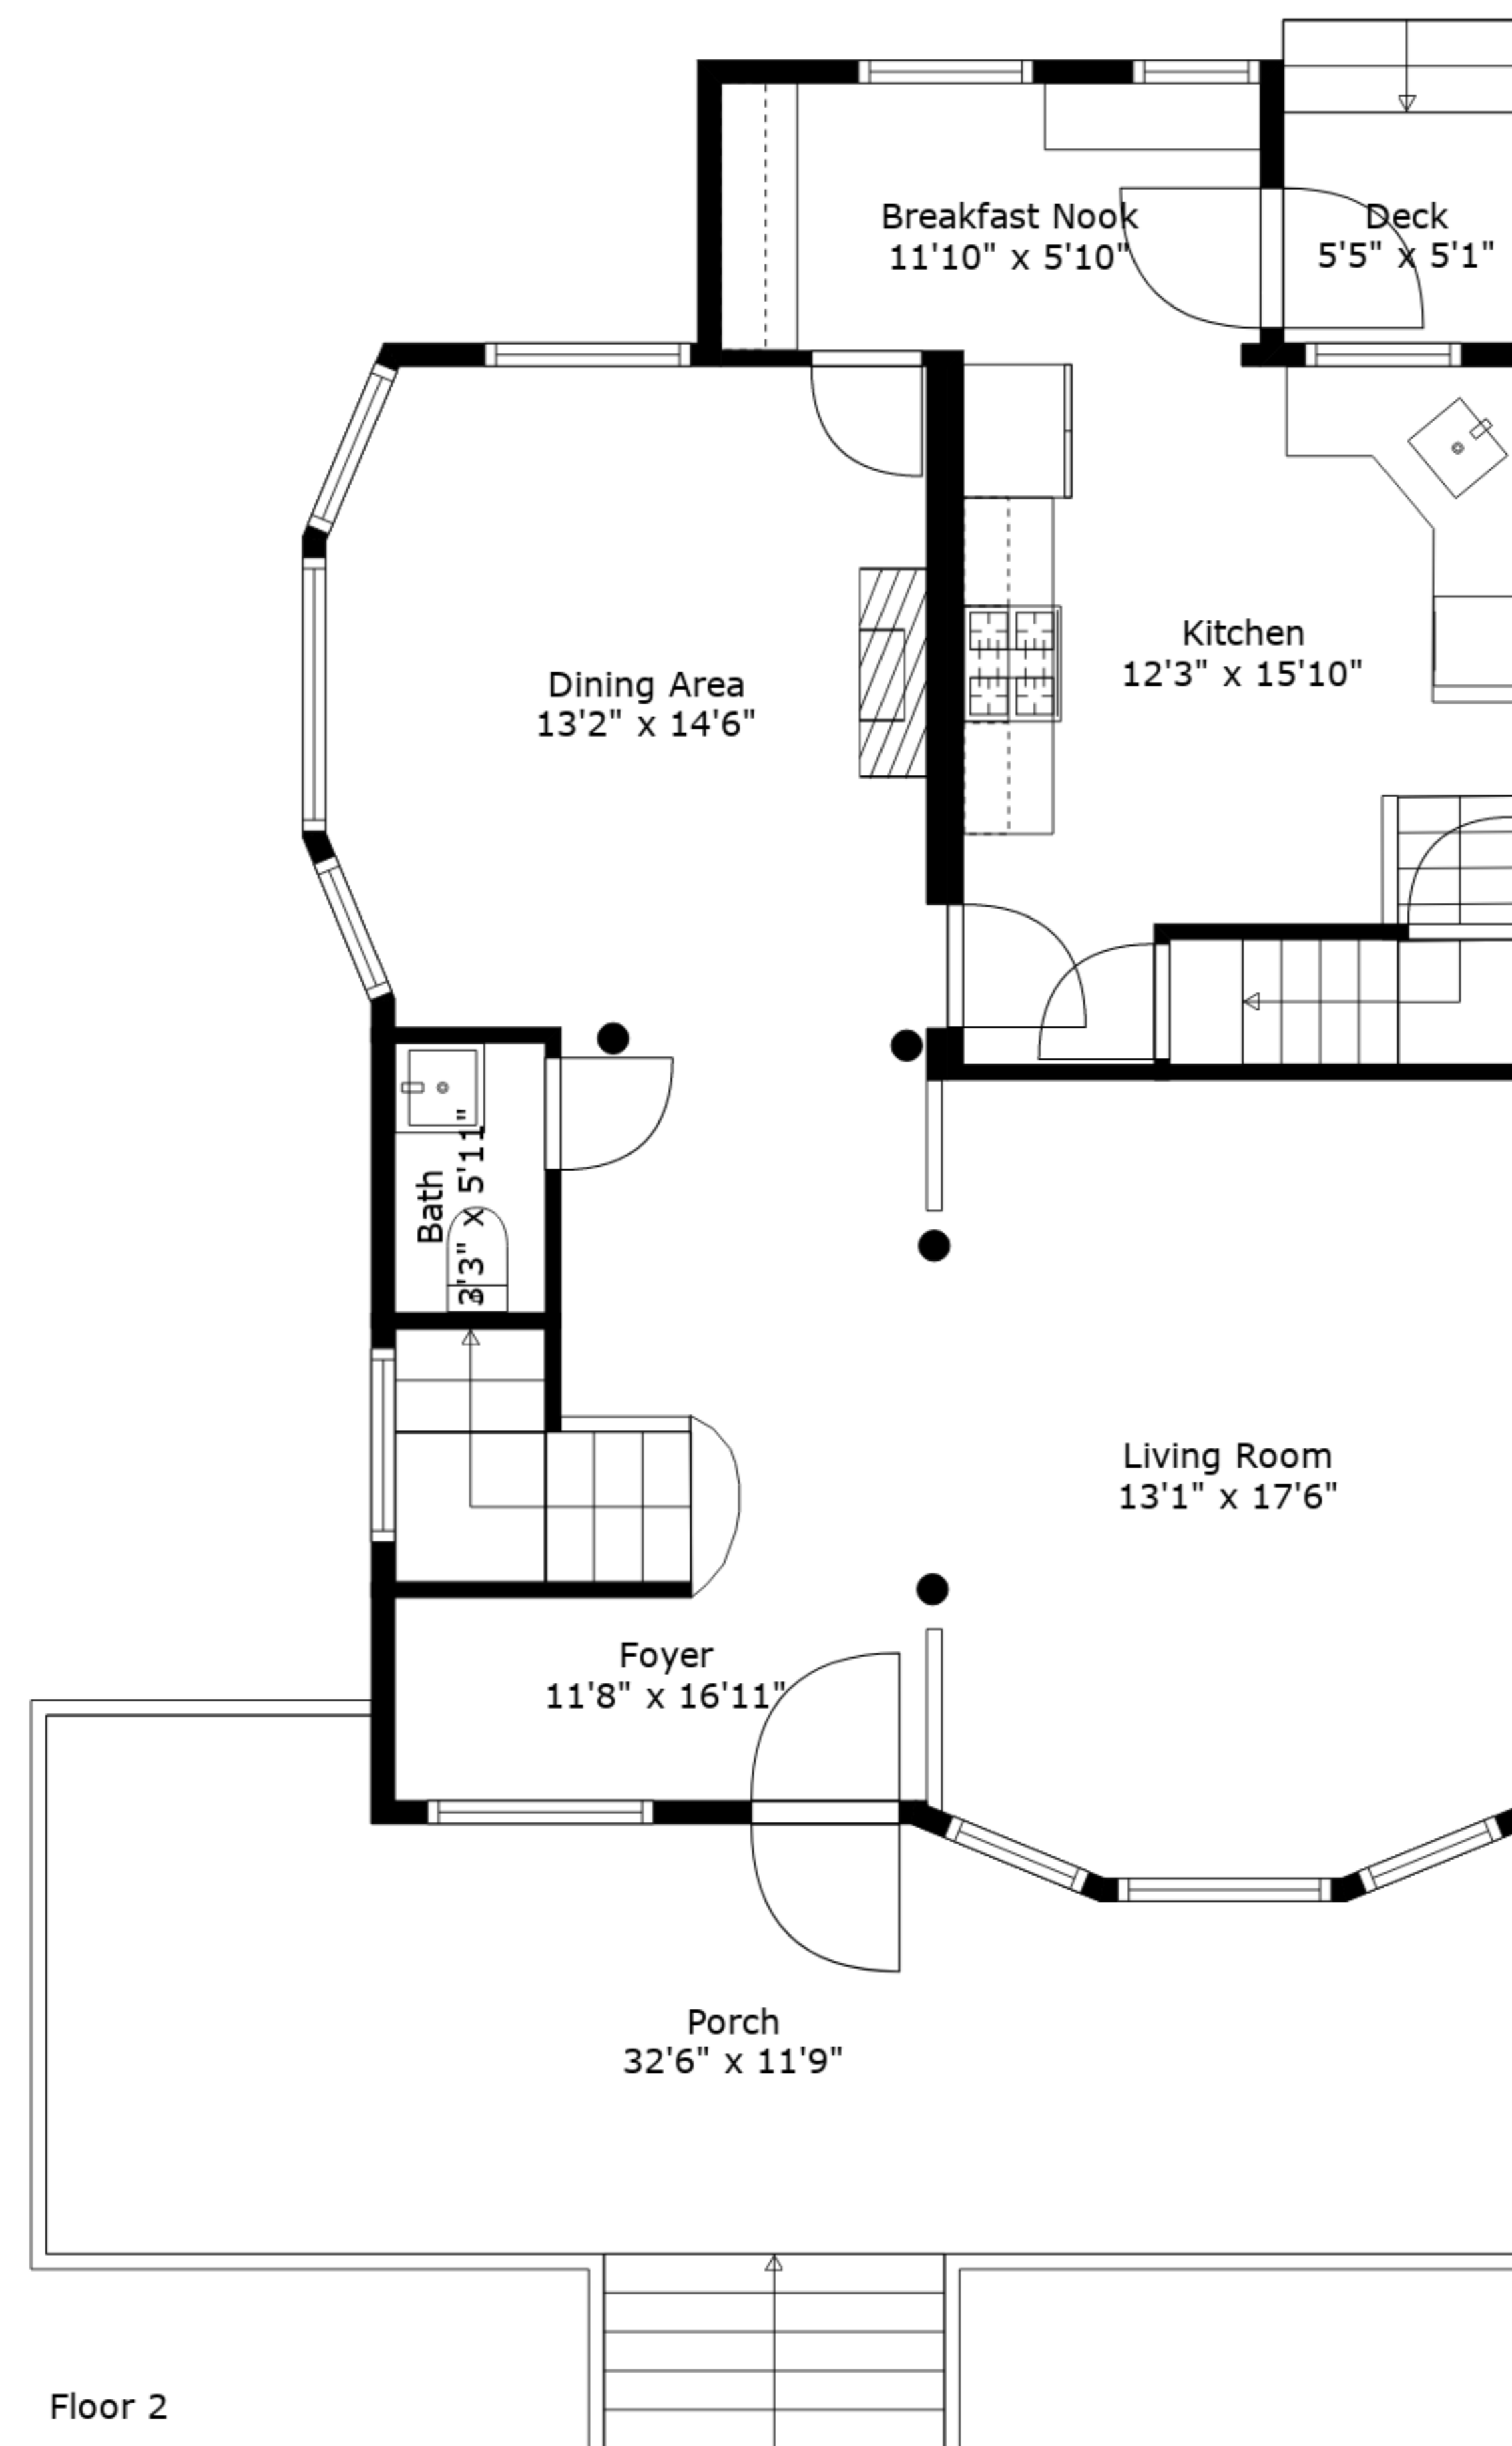 Breakfast Nook
11'10" x 5'10"
Deck
5'5" x 5'1"
Kitchen
12'3" x 15'10"
Dining Area
13'2" x 14'6"
Bath
3'3" x 5'11"
Living Room
13'1" x 17'6"
Foyer
11'8" x 16'11"
Porch
32'6" x 11'9"
Floor 2